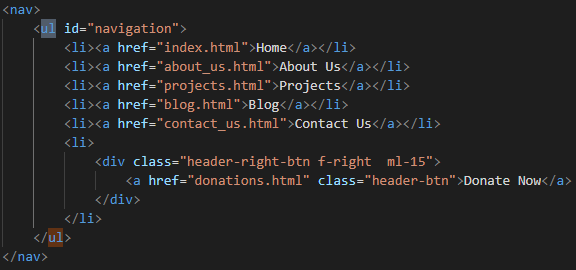 <nav>
<ul id="navigation">
<li><a href="index.html">Home</a></li>
<li><a href="about_us.html">About Us</a></li>
<li><a href="projects.html">Projects</a></li>
<li><a href="blog.html">Blog</a></li>
<li><a href="contact_us.html">Contact Us</a></li>
<li>
<div class="header-right-btn f-right  ml-15">
<a href="donations.html" class="header-btn">Donate Now</a>
</div>
</li>
</ul>
</nav>